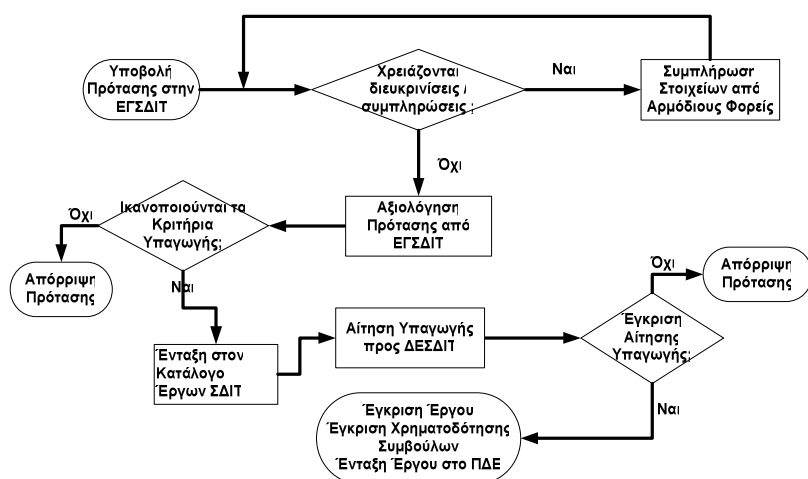 Υποβολή
Πρότασης στην
ΕΓΣΔΙΤ
Χρειάζονται
διευκρινίσεις /
συμπληρώσεις ;
Ναι
Συμπλήρωση
Στοιχείων από
Αρμόδιους Φορείς
Όχι
Αξιολόγηση
Πρότασης από
ΕΓΣΔΙΤ
Ικανοποιούνται τα
Κριτήρια
Υπαγωγής;
Όχι
Απόρριψη
Πρότασης
Ναι
Ένταξη στον
Κατάλογο
Έργων ΣΔΙΤ
Αίτηση Υπαγωγής
προς ΔΕΣΔΙΤ
Έγκριση
Αίτησης
Υπαγωγής;
Όχι
Απόρριψη
Πρότασης
Ναι
Έγκριση Έργου
Έγκριση Χρηματοδότησης
Συμβούλων
Ένταξη Έργου στο ΠΔΕ